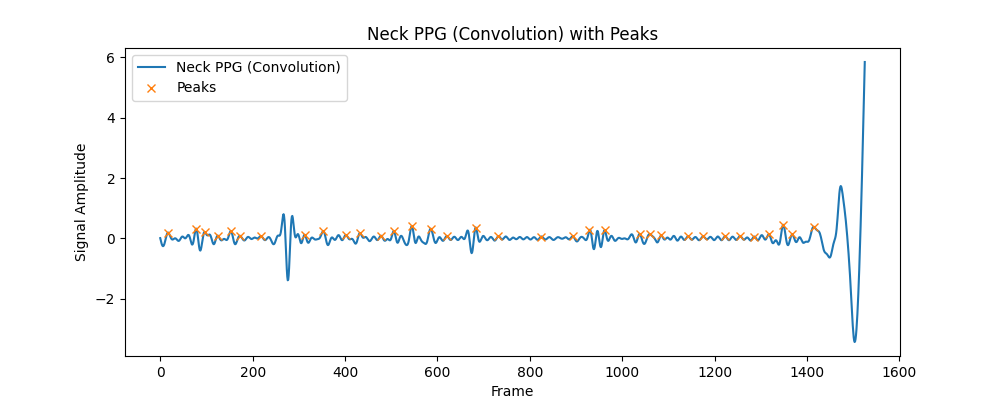 Neck PPG (Convolution) with Peaks
Neck PPG (Convolution)
Peaks
6
4
2
0
−2
Signal Amplitude
0 200 400 600 800 1000 1200 1400 1600
Frame